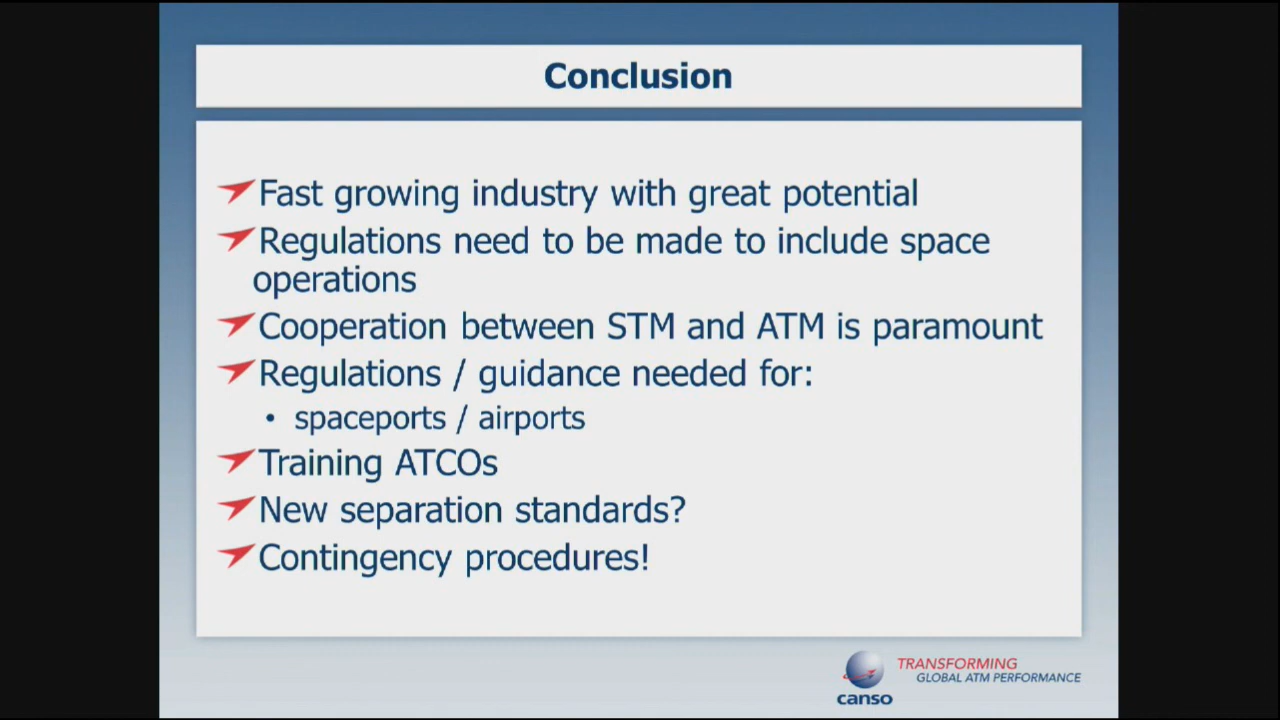 Conclusion
Fast growing industry with great potential
Regulations need to be made to include space
operations
Cooperation between STM and ATM is paramount
Regulations / guidance needed for:
• spaceports / airports
Training ATCOs
New separation standards?
Contingency procedures!
TRANSFORMING
GLOBAL ATM PERFORMANCE
canso